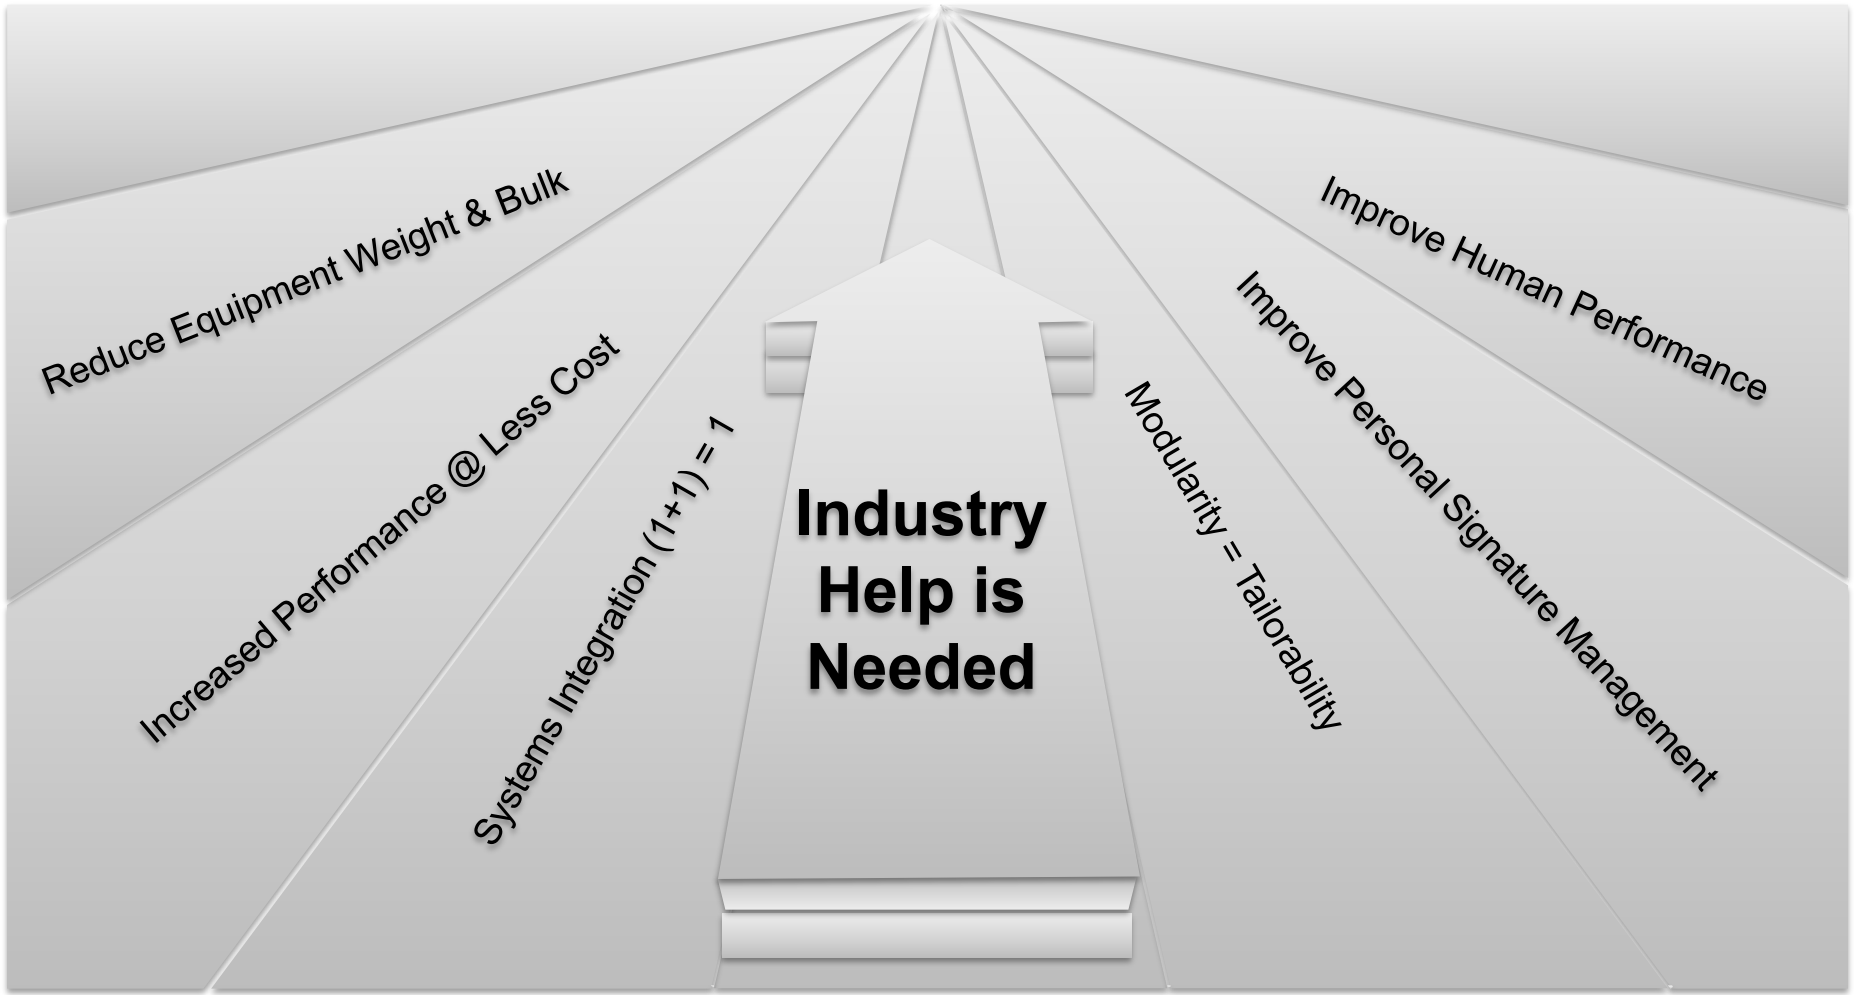 Reduce Equipment Weight & Bulk
Increased Performance @ Less Cost
Systems Integration (1+1) = 1
Industry
Help is
Needed
Modularity = Tailorability
Improve Personal Signature Management
Improve Human Performance